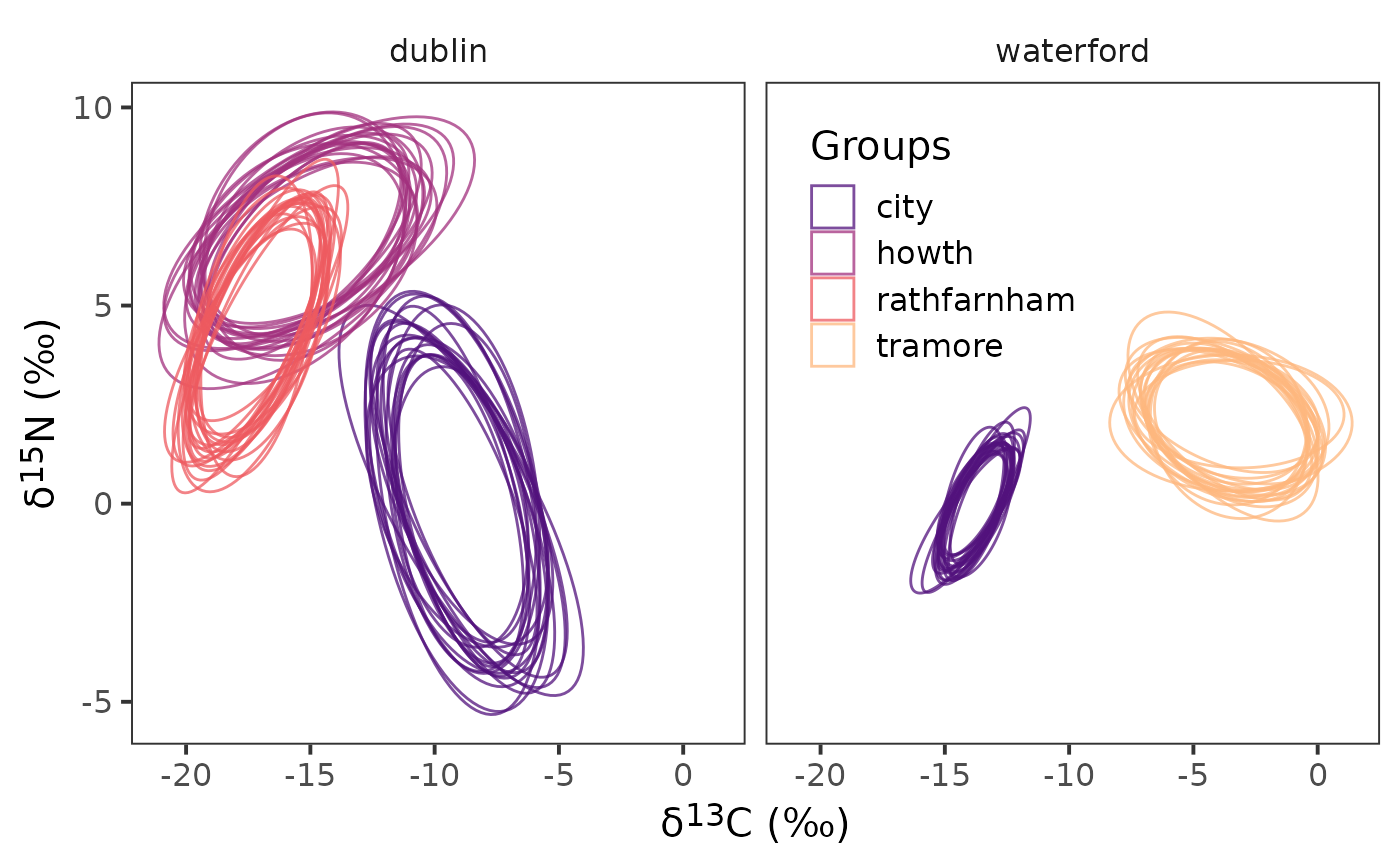 dublin
waterford
Groups
city
howth
rathfarnham
tramore
10
5
0
-5
δ¹⁵N (‰)
-20 -15 -10 -5 0
-20 -15 -10 -5 0
δ¹³C (‰)